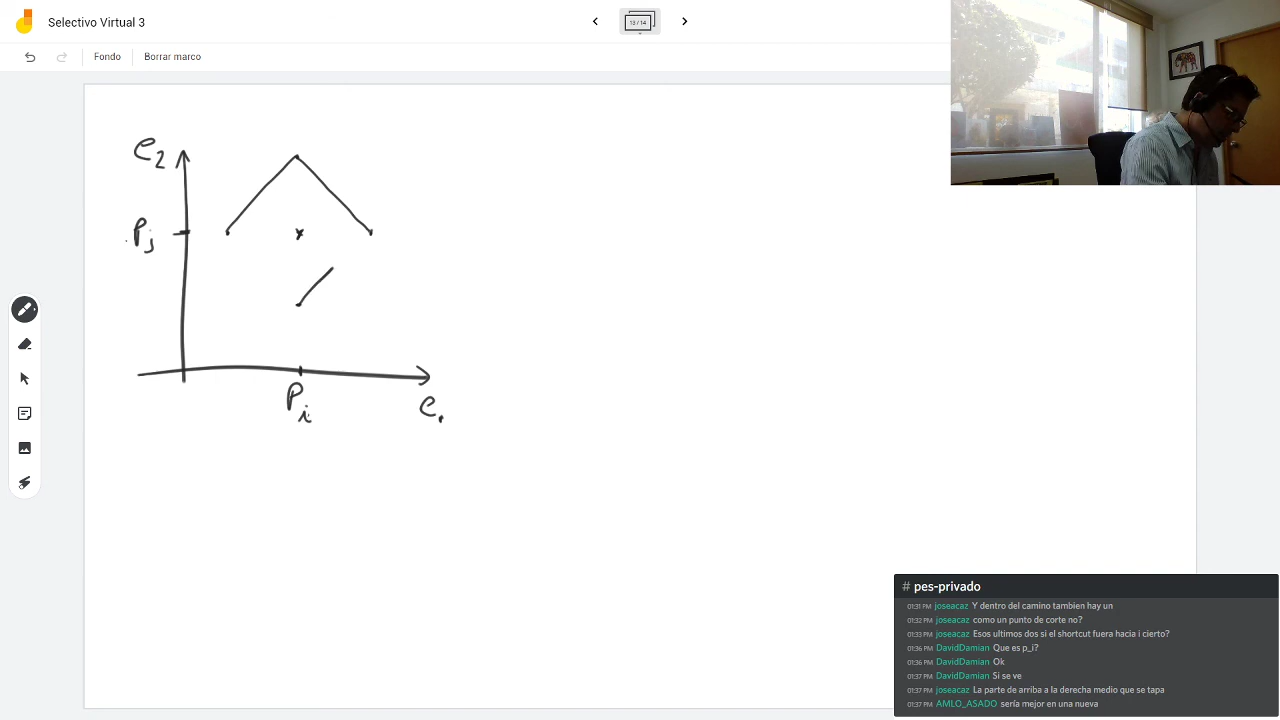 Selectivo Virtual 3
13 / 14
Fondo
Borrar marco
e2
Pj
Pi
e1
# pes-privado
01:31 PM joseacaz Y dentro del camino tambien hay un
01:32 PM joseacaz como un punto de corte no?
01:33 PM joseacaz Esos ultimos dos si el shortcut fuera hacia i cierto?
01:36 PM DavidDamian Que es p_i?
01:36 PM DavidDamian Ok
01:37 PM DavidDamian Si se ve
01:37 PM joseacaz La parte de arriba a la derecha medio que se tapa
01:37 PM AMLO_ASADO sería mejor en una nueva